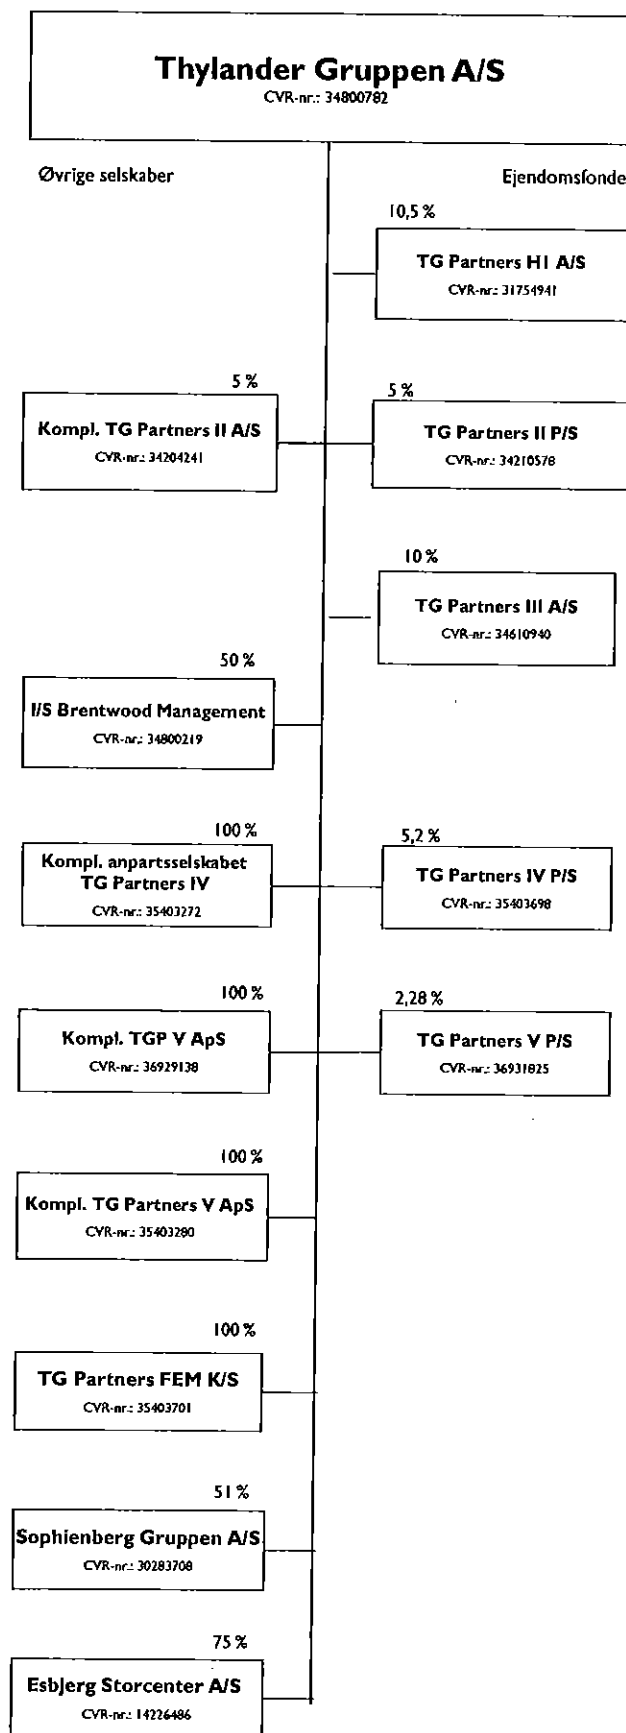 Thylander Gruppen A/S
CVR-nr.: 34800782
Øvrige selskaber
Ejendomsfonde
10,5 %
TG Partners H1 A/S
CVR-nr.: 31754941
5 %
Kompl. TG Partners II A/S
CVR-nr.: 34204241
5 %
TG Partners II P/S
CVR-nr.: 34210578
10 %
TG Partners III A/S
CVR-nr.: 34610940
50 %
I/S Brentwood Management
CVR-nr.: 34800219
100 %
Kompl. anpartsselskabet
TG Partners IV
CVR-nr.: 35403272
5,2 %
TG Partners IV P/S
CVR-nr.: 35403698
100 %
Kompl. TGP V ApS
CVR-nr.: 36929138
2,28 %
TG Partners V P/S
CVR-nr.: 36931825
100 %
Kompl. TG Partners V ApS
CVR-nr.: 35403280
100 %
TG Partners FEM K/S
CVR-nr.: 35403701
51 %
Sophienberg Gruppen A/S
CVR-nr.: 30283708
75 %
Esbjerg Storcenter A/S
CVR-nr.: 14226486